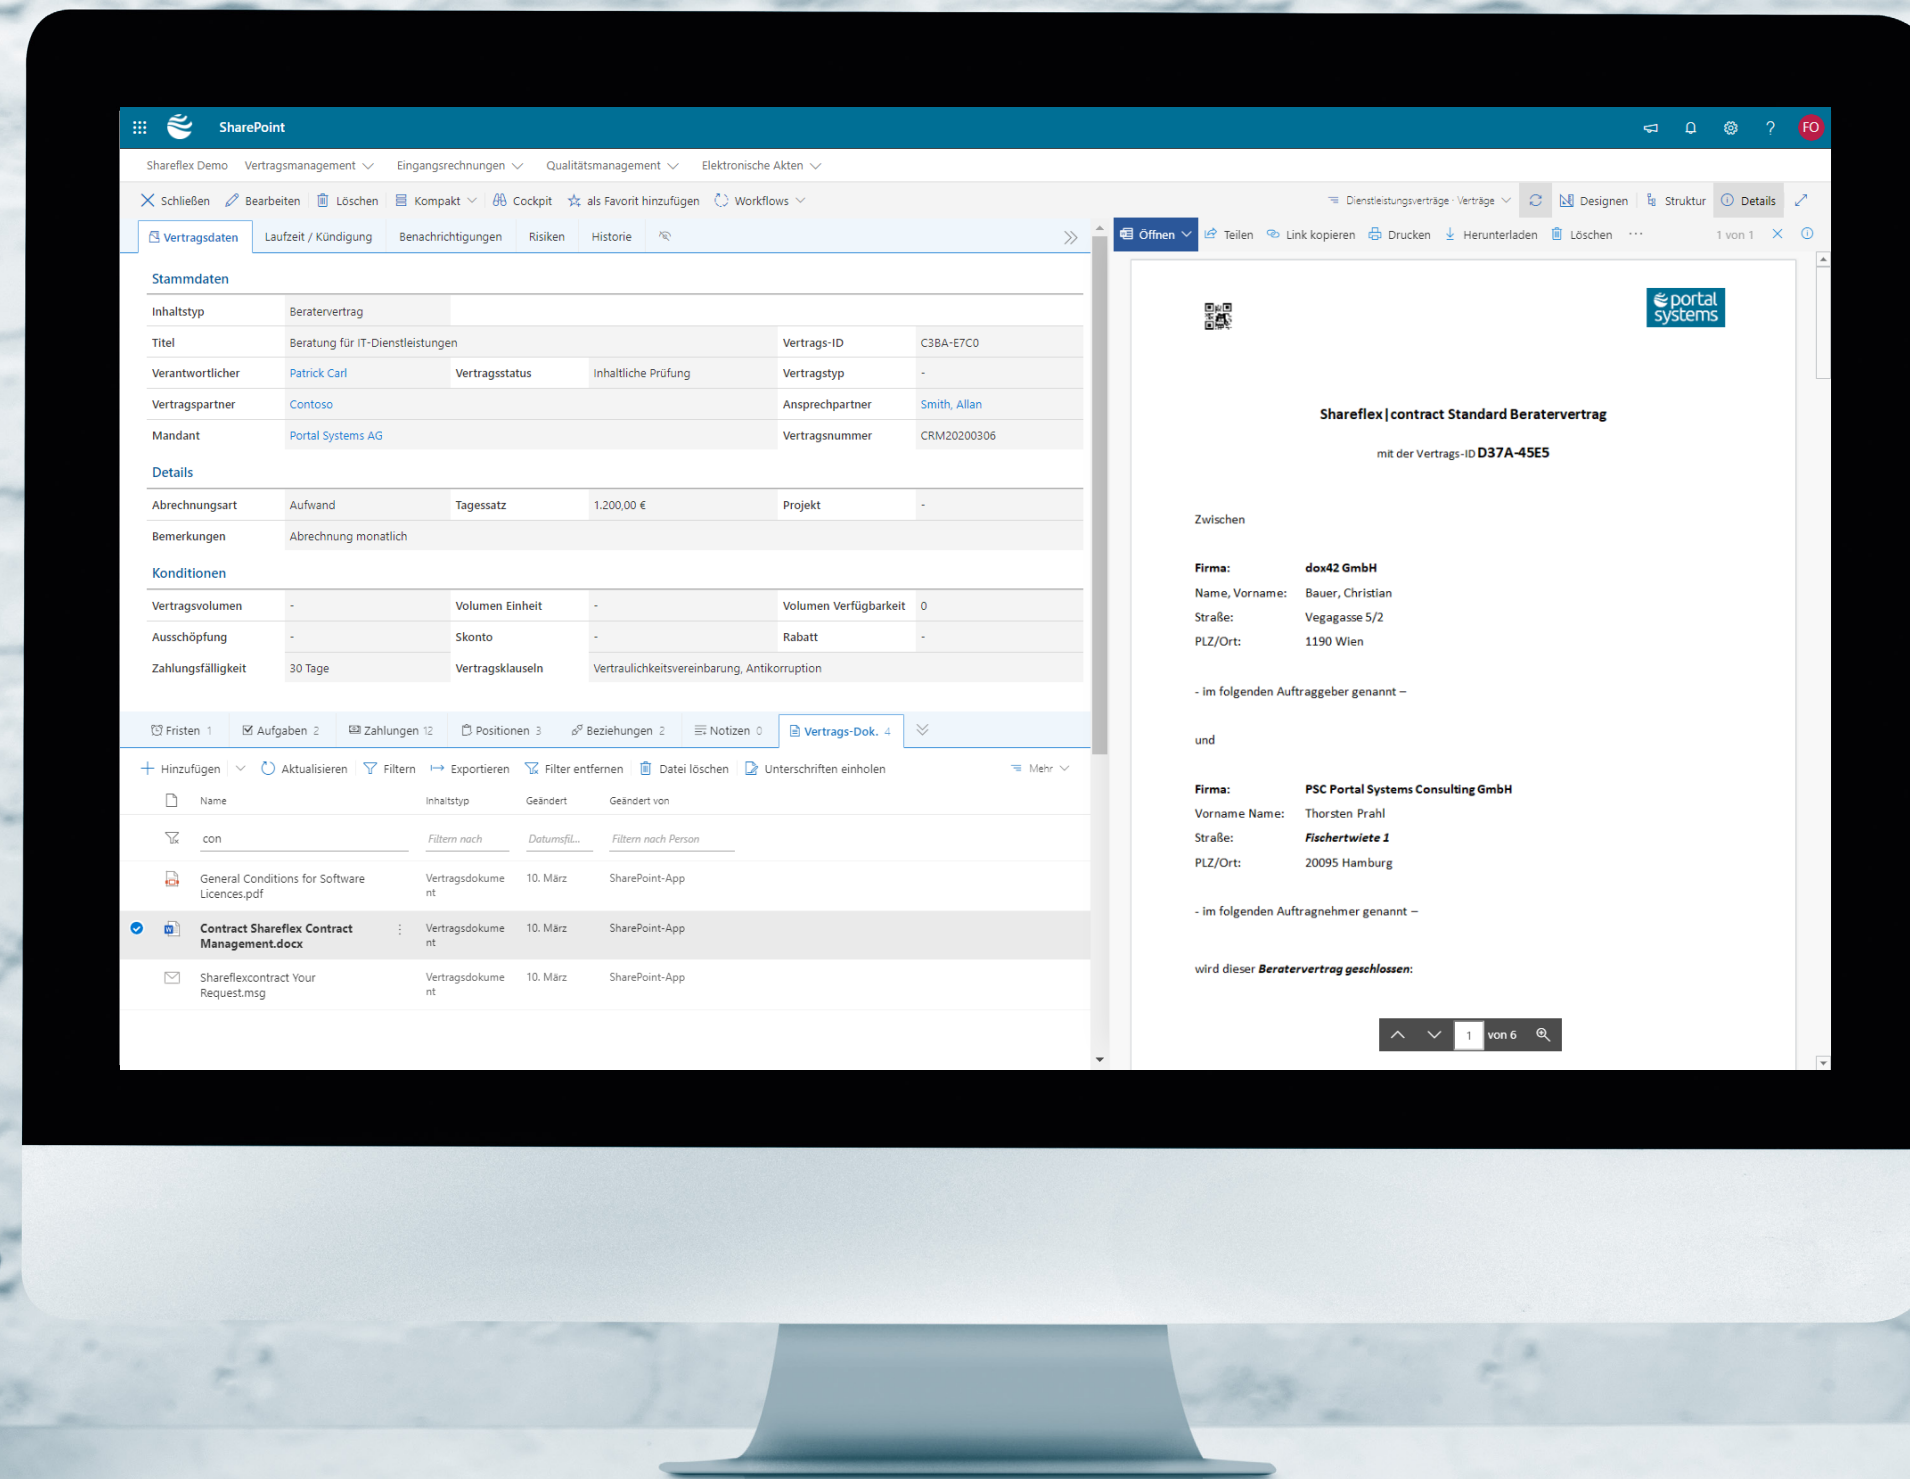 SharePoint
FO
Shareflex Demo Vertragsmanagement Eingangsrechnungen Qualitätsmanagement Elektronische Akten
Schließen Bearbeiten Löschen Kompakt Cockpit als Favorit hinzufügen Workflows Dienstleistungsverträge · Verträge Designen Struktur Details
Vertragsdaten Laufzeit / Kündigung Benachrichtigungen Risiken Historie
Stammdaten
Inhaltstyp Beratervertrag
Titel Beratung für IT-Dienstleistungen Vertrags-ID C3BA-E7C0
Verantwortlicher Patrick Carl Vertragsstatus Inhaltliche Prüfung Vertragstyp -
Vertragspartner Contoso Ansprechpartner Smith, Allan
Mandant Portal Systems AG Vertragsnummer CRM20200306
Details
Abrechnungsart Aufwand Tagessatz 1.200,00 € Projekt -
Bemerkungen Abrechnung monatlich
Konditionen
Vertragsvolumen - Volumen Einheit - Volumen Verfügbarkeit 0
Ausschöpfung - Skonto - Rabatt -
Zahlungsfälligkeit 30 Tage Vertragsklauseln Vertraulichkeitsvereinbarung, Antikorruption
Fristen 1 Aufgaben 2 Zahlungen 12 Positionen 3 Beziehungen 2 Notizen 0 Vertrags-Dok. 4
Hinzufügen Aktualisieren Filtern Exportieren Filter entfernen Datei löschen Unterschriften einholen Mehr
Name Inhaltstyp Geändert Geändert von
con Filtern nach Datumsfil... Filtern nach Person
General Conditions for Software Vertragsdokume 10. März SharePoint-App
Licences.pdf nt
Contract Shareflex Contract Vertragsdokume 10. März SharePoint-App
Management.docx nt
Shareflexcontract Your Vertragsdokume 10. März SharePoint-App
Request.msg nt
Öffnen Teilen Link kopieren Drucken Herunterladen Löschen ··· 1 von 1
portal
systems
Shareflex|contract Standard Beratervertrag
mit der Vertrags-ID D37A-45E5
Zwischen
Firma: dox42 GmbH
Name, Vorname: Bauer, Christian
Straße: Vegagasse 5/2
PLZ/Ort: 1190 Wien
- im folgenden Auftraggeber genannt –
und
Firma: PSC Portal Systems Consulting GmbH
Vorname Name: Thorsten Prahl
Straße: Fischertwiete 1
PLZ/Ort: 20095 Hamburg
- im folgenden Auftragnehmer genannt –
wird dieser Beratervertrag geschlossen:
1 von 6